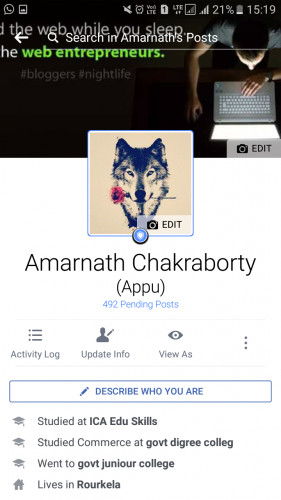 21% 15:19
d the web while you sleep
Search in Amarnath's Posts
the web entrepreneurs.
#bloggers #nightlife
EDIT
EDIT
Amarnath Chakraborty
(Appu)
492 Pending Posts
Activity Log
Update Info
View As
DESCRIBE WHO YOU ARE
Studied at ICA Edu Skills
Studied Commerce at govt digree colleg
Went to govt juniour college
Lives in Rourkela